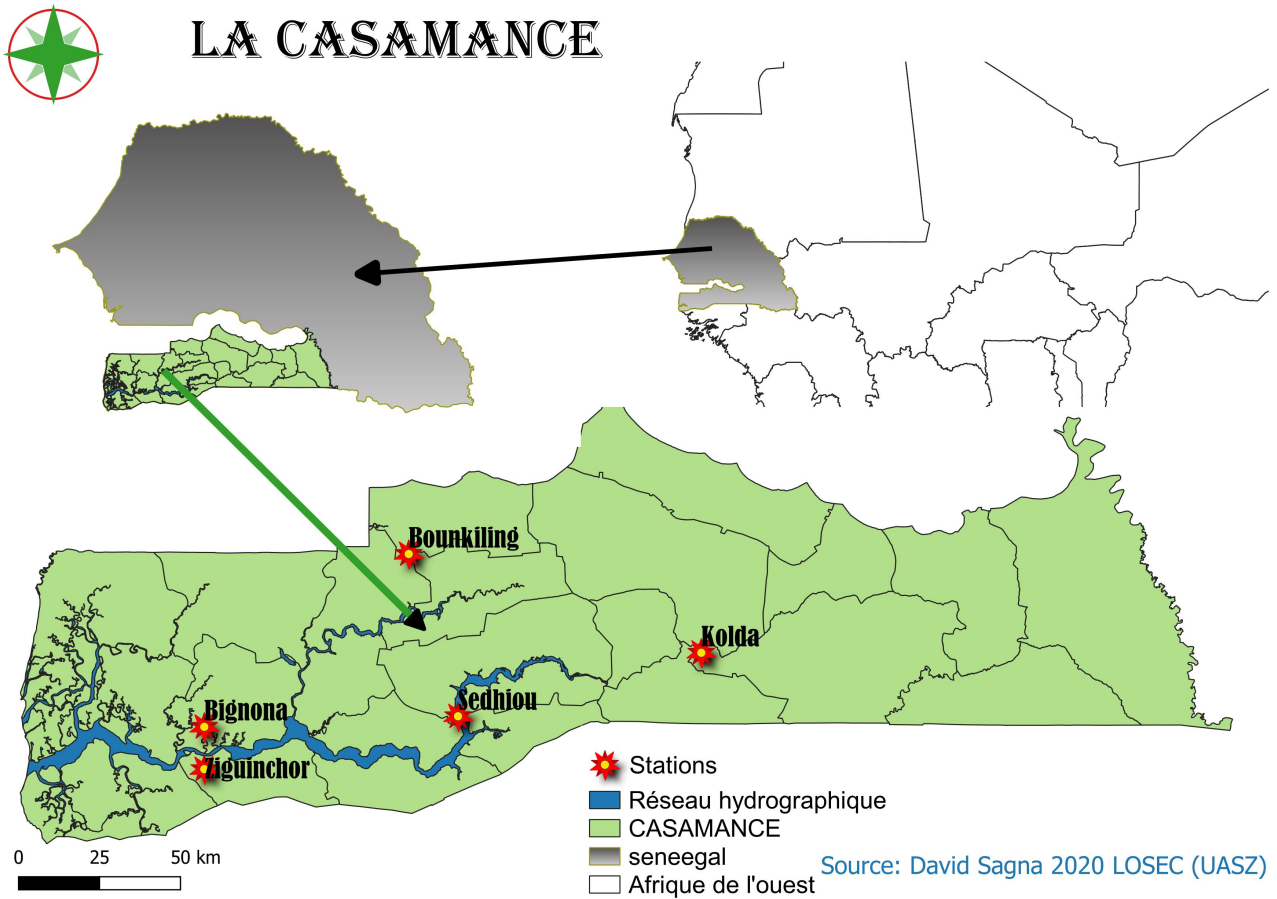 LA CASAMANCE
Bounkiling
Kolda
Sedhiou
Bignona
Ziguinchor
Stations
Réseau hydrographique
CASAMANCE
seneegal
Afrique de l'ouest
0 25 50 km
Source: David Sagna 2020 LOSEC (UASZ)